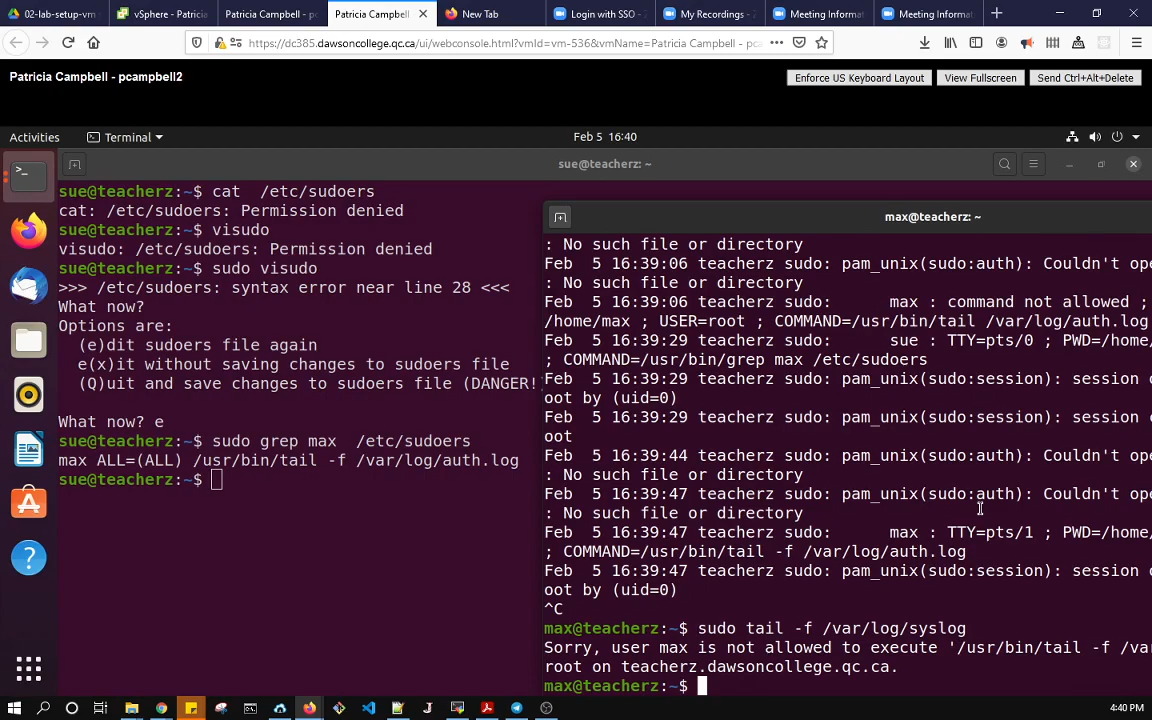 02-lab-setup-vm
vSphere - Patricia
Patricia Campbell - pc
Patricia Campbell
New Tab
Login with SSO - Z
My Recordings - Z
Meeting Informat
Meeting Informat
https://dc385.dawsoncollege.qc.ca/ui/webconsole.html?vmId=vm-536&vmName=Patricia Campbell - pc
Patricia Campbell - pcampbell2
Enforce US Keyboard Layout
View Fullscreen
Send Ctrl+Alt+Delete
Activities
Terminal
Feb 5 16:40
sue@teacherz: ~
sue@teacherz:~$ cat  /etc/sudoers
cat: /etc/sudoers: Permission denied
sue@teacherz:~$ visudo
visudo: /etc/sudoers: Permission denied
sue@teacherz:~$ sudo visudo
>>> /etc/sudoers: syntax error near line 28 <<<
What now?
Options are:
  (e)dit sudoers file again
  e(x)it without saving changes to sudoers file
  (Q)uit and save changes to sudoers file (DANGER!)
What now? e
sue@teacherz:~$ sudo grep max  /etc/sudoers
max ALL=(ALL) /usr/bin/tail -f /var/log/auth.log
sue@teacherz:~$
max@teacherz: ~
: No such file or directory
Feb  5 16:39:06 teacherz sudo: pam_unix(sudo:auth): Couldn't ope
: No such file or directory
Feb  5 16:39:06 teacherz sudo:      max : command not allowed ;
/home/max ; USER=root ; COMMAND=/usr/bin/tail /var/log/auth.log
Feb  5 16:39:29 teacherz sudo:      sue : TTY=pts/0 ; PWD=/home/
; COMMAND=/usr/bin/grep max /etc/sudoers
Feb  5 16:39:29 teacherz sudo: pam_unix(sudo:session): session o
oot by (uid=0)
Feb  5 16:39:29 teacherz sudo: pam_unix(sudo:session): session c
oot
Feb  5 16:39:44 teacherz sudo: pam_unix(sudo:auth): Couldn't ope
: No such file or directory
Feb  5 16:39:47 teacherz sudo: pam_unix(sudo:auth): Couldn't ope
: No such file or directory
Feb  5 16:39:47 teacherz sudo:      max : TTY=pts/1 ; PWD=/home/
; COMMAND=/usr/bin/tail -f /var/log/auth.log
Feb  5 16:39:47 teacherz sudo: pam_unix(sudo:session): session o
oot by (uid=0)
^C
max@teacherz:~$ sudo tail -f /var/log/syslog
Sorry, user max is not allowed to execute '/usr/bin/tail -f /va
root on teacherz.dawsoncollege.qc.ca.
max@teacherz:~$
4:40 PM